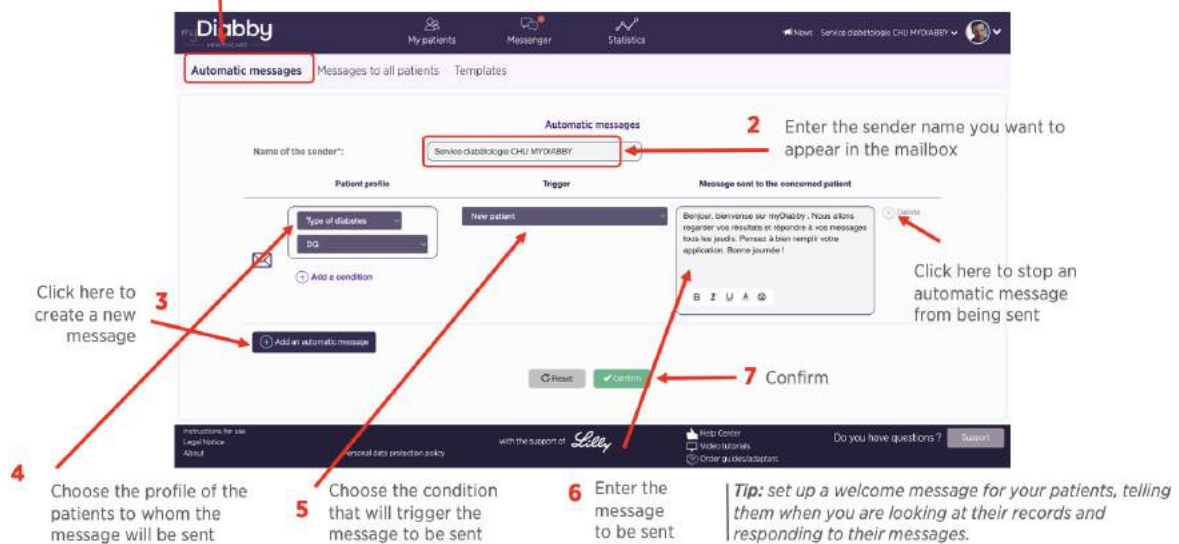 myDiabby
HEALTHCARE
My patients
Messenger
Statistics
News
Service diabétologie CHU MYDIABBY
Automatic messages
Messages to all patients
Templates
Automatic messages
Name of the sender*:
Service diabétologie CHU MYDIABBY
2 Enter the sender name you want to
appear in the mailbox
Patient profile
Trigger
Message sent to the concerned patient
Type of diabetes
DG
Add a condition
New patient
Bonjour, bienvenue sur myDiabby . Nous allons
regarder vos résultats et répondre à vos messages
tous les jeudis. Pensez à bien remplir votre
application. Bonne journée !
B I U A
Delete
Click here to stop an
automatic message
from being sent
Click here to
create a new
message
3
Add an automatic message
Reset
Confirm
7 Confirm
Instructions for use
Legal Notice
About
Personal data protection policy
with the support of Lilly
Help Center
Video tutorials
Order guides/adapters
Do you have questions ?
Support
4
Choose the profile of the
patients to whom the
message will be sent
5
Choose the condition
that will trigger the
message to be sent
6
Enter the
message
to be sent
Tip: set up a welcome message for your patients, telling
them when you are looking at their records and
responding to their messages.